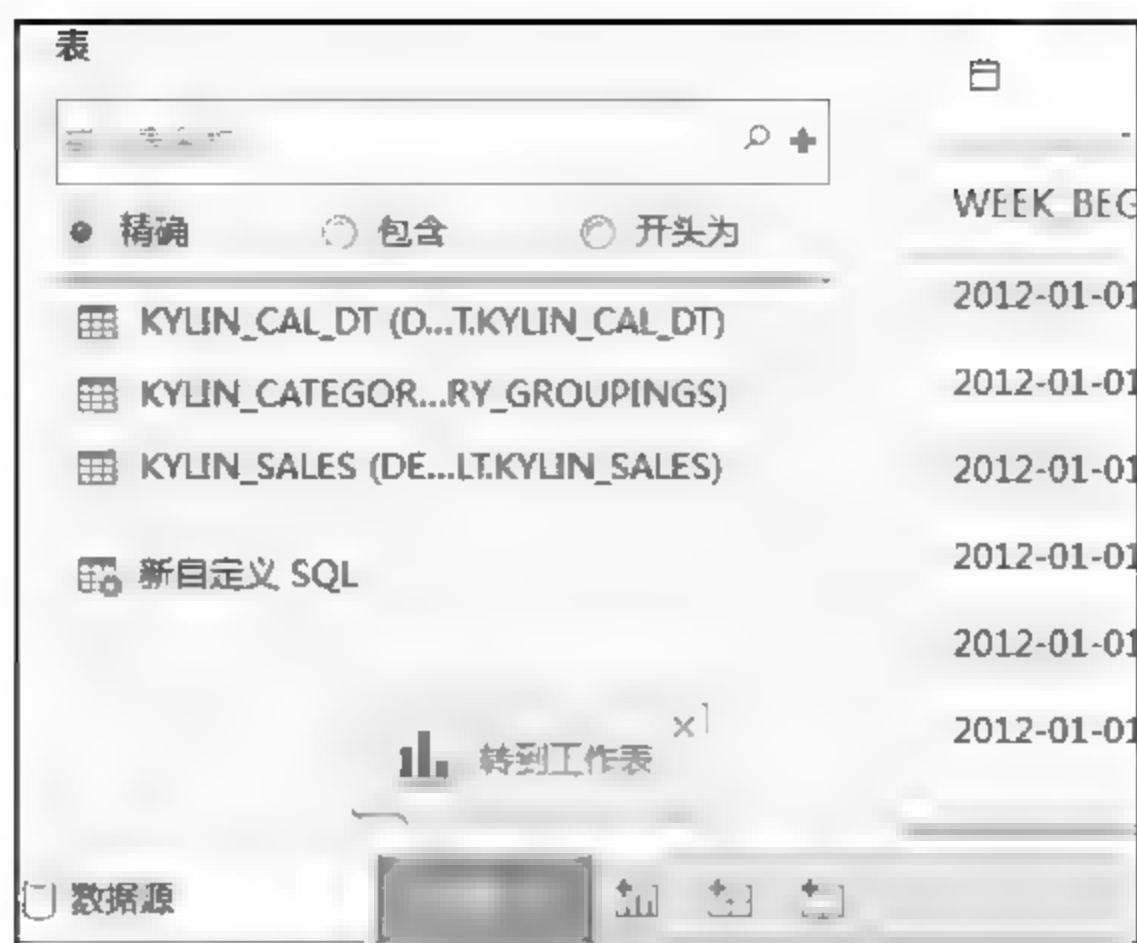 表
精确 包含 开头为
KYLIN_CAL_DT (D...T.KYLIN_CAL_DT)
KYLIN_CATEGOR...RY_GROUPINGS)
KYLIN_SALES (DE...LT.KYLIN_SALES)
新自定义 SQL
转到工作表
数据源
WEEK BEG
2012-01-01
2012-01-01
2012-01-01
2012-01-01
2012-01-01
2012-01-01